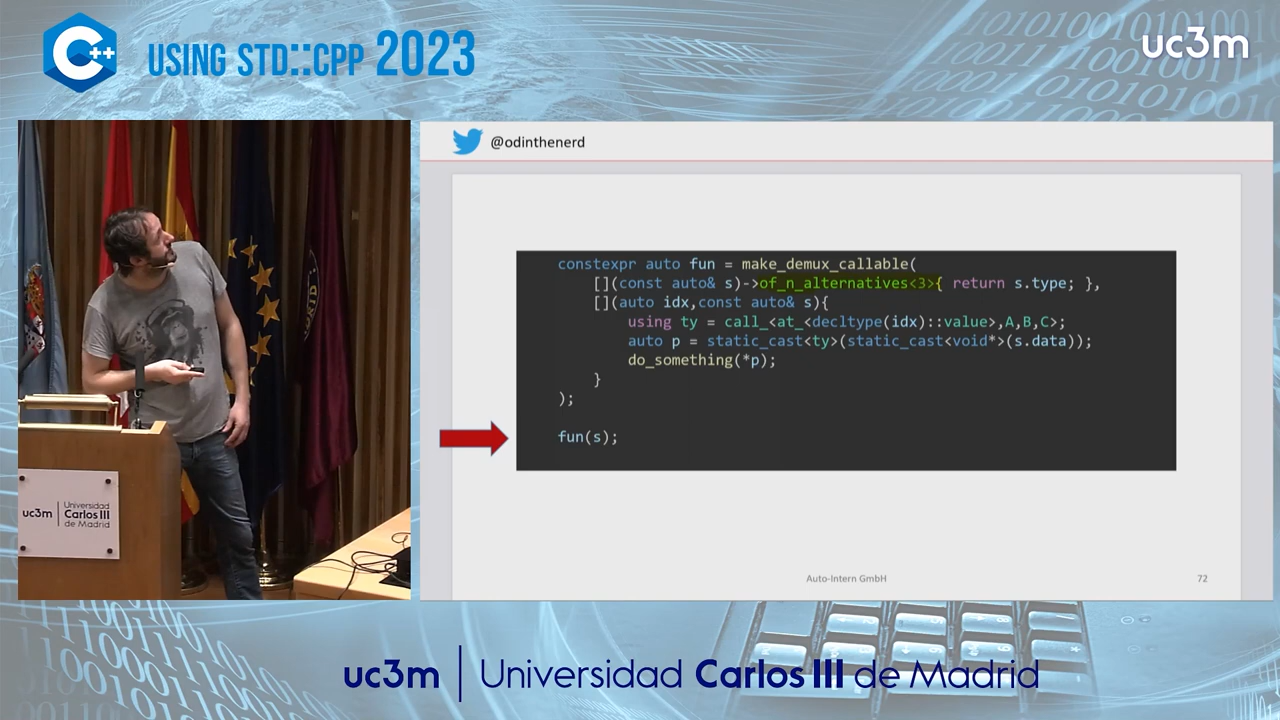 C++
USING STD::CPP 2023
uc3m
@odinthenerd
constexpr auto fun = make_demux_callable(
[](const auto& s)->of_n_alternatives<3>{ return s.type; },
[](auto idx,const auto& s){
using ty = call_<at_<decltype(idx)::value>,A,B,C>;
auto p = static_cast<ty>(static_cast<void*>(s.data));
do_something(*p);
}
);
fun(s);
Auto-Intern GmbH
72
uc3m | Universidad
Carlos III
de Madrid
uc3m | Universidad Carlos III de Madrid